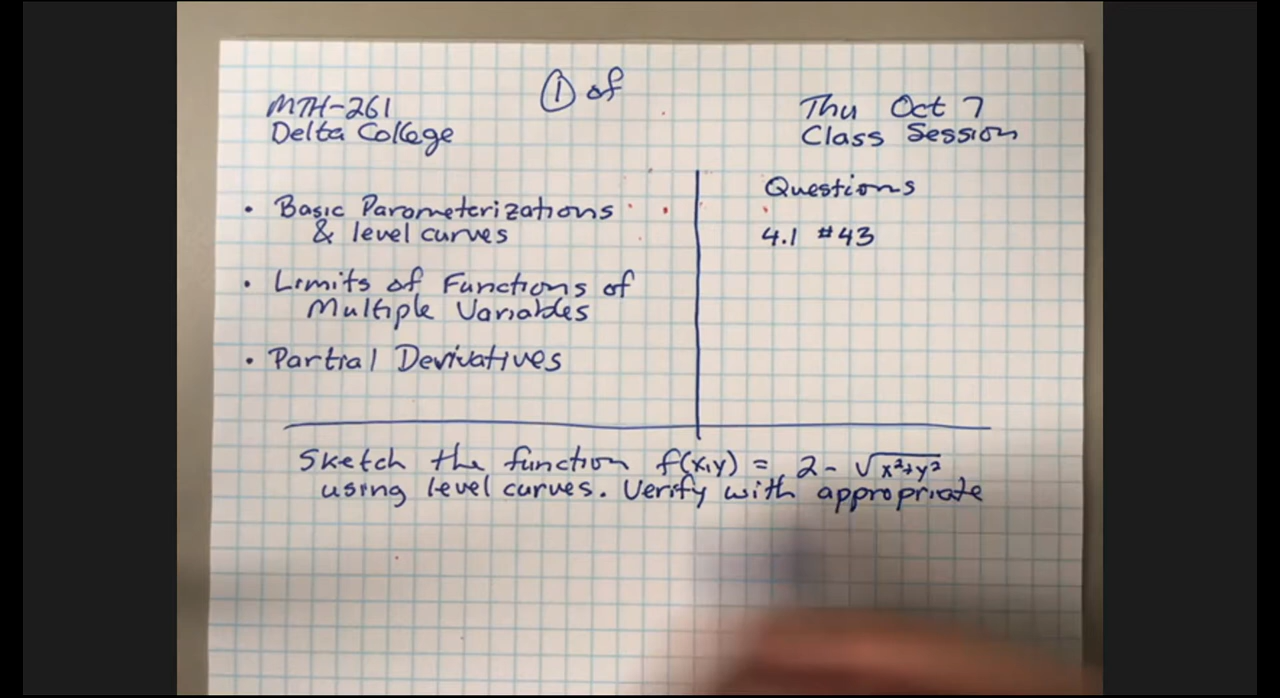 ① of
MTH-261
Delta College
Thu Oct 7
Class Session
• Basic Parameterizations
& level curves
• Limits of Functions of
Multiple Variables
• Partial Derivatives
Questions
4.1 #43
Sketch the function f(x,y) = 2 - √x²+y²
using level curves. Verify with appropriate